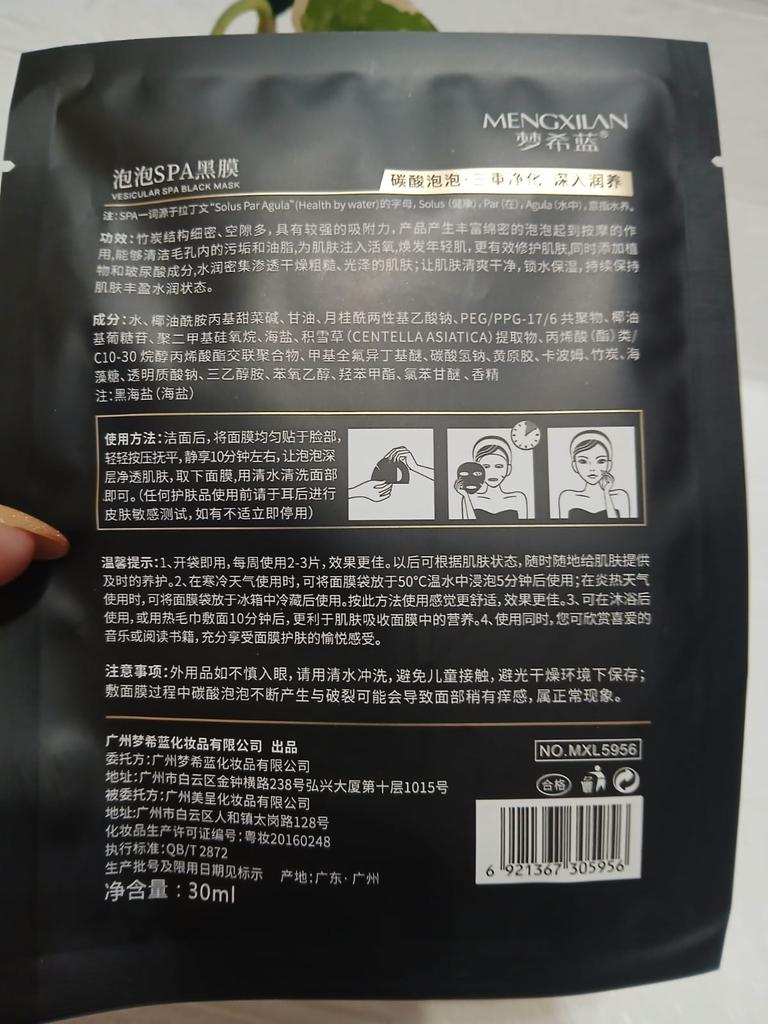 MENGXILAN
梦希蓝®
泡泡SPA黑膜
VESICULAR SPA BLACK MASK
碳酸泡泡·三重净化 深入润养
注:SPA一词源于拉丁文“Solus Par Agula”(Health by water)的字母, Solus (健康), Par (在), Agula (水中), 意指水养。
功效:竹炭结构细密、空隙多，具有较强的吸附力，产品产生丰富绵密的泡泡起到按摩的作
用,能够清洁毛孔内的污垢和油脂,为肌肤注入活氧,焕发年轻肌，更有效修护肌肤,同时添加植
物和玻尿酸成分,水润密集渗透干燥粗糙、光泽的肌肤;让肌肤清爽干净，锁水保湿，持续保持
肌肤丰盈水润状态。
成分:水、椰油酰胺丙基甜菜碱、甘油、月桂酰两性基乙酸钠、PEG/PPG-17/6 共聚物、椰油
基葡糖苷、聚二甲基硅氧烷、海盐、积雪草(CENTELLA ASIATICA)提取物、丙烯酸(酯)类/
C10-30 烷醇丙烯酸酯交联聚合物、甲基全氟异丁基醚、碳酸氢钠、黄原胶、卡波姆、竹炭、海
藻糖、透明质酸钠、三乙醇胺、苯氧乙醇、羟苯甲酯、氯苯甘醚、香精
注:黑海盐(海盐)
使用方法:洁面后，将面膜均匀贴于脸部，
轻轻按压抚平，静享10分钟左右，让泡泡深
层净透肌肤，取下面膜,用清水清洗面部
即可。(任何护肤品使用前请于耳后进行
皮肤敏感测试，如有不适立即停用)
温馨提示:1、开袋即用，每周使用2-3片，效果更佳。以后可根据肌肤状态，随时随地给肌肤提供
及时的养护。2、在寒冷天气使用时，可将面膜袋放于50℃温水中浸泡5分钟后使用;在炎热天气
使用时，可将面膜袋放于冰箱中冷藏后使用。按此方法使用感觉更舒适，效果更佳。3、可在沐浴后
使用，或用热毛巾敷面10分钟后，更利于肌肤吸收面膜中的营养。4、使用同时，您可欣赏喜爱的
音乐或阅读书籍，充分享受面膜护肤的愉悦感受。
注意事项:外用品如不慎入眼，请用清水冲洗，避免儿童接触，避光干燥环境下保存;
敷面膜过程中碳酸泡泡不断产生与破裂可能会导致面部稍有痒感，属正常现象。
广州梦希蓝化妆品有限公司 出品
委托方:广州梦希蓝化妆品有限公司
地址:广州市白云区金钟横路238号弘兴大厦第十层1015号
被委托方:广州美呈化妆品有限公司
地址:广州市白云区人和镇太岗路128号
化妆品生产许可证编号:粤妆20160248
执行标准:QB/T 2872
生产批号及限用日期见标示 产地:广东·广州
净含量：30ml
NO.MXL5956
合格
6 921367 305956